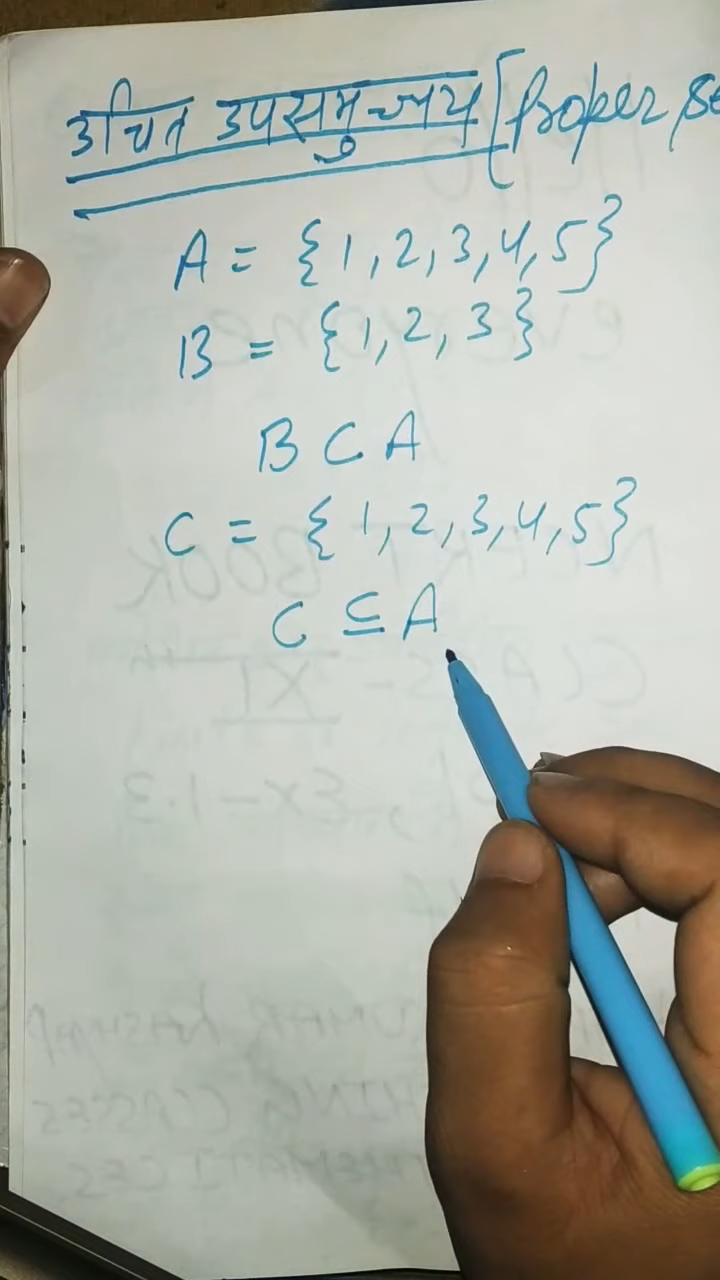 उचित उपसमुच्चय [Proper se
A = {1,2,3,4,5}
B = {1,2,3}
B ⊂ A
C = {1,2,3,4,5}
C ⊆ A